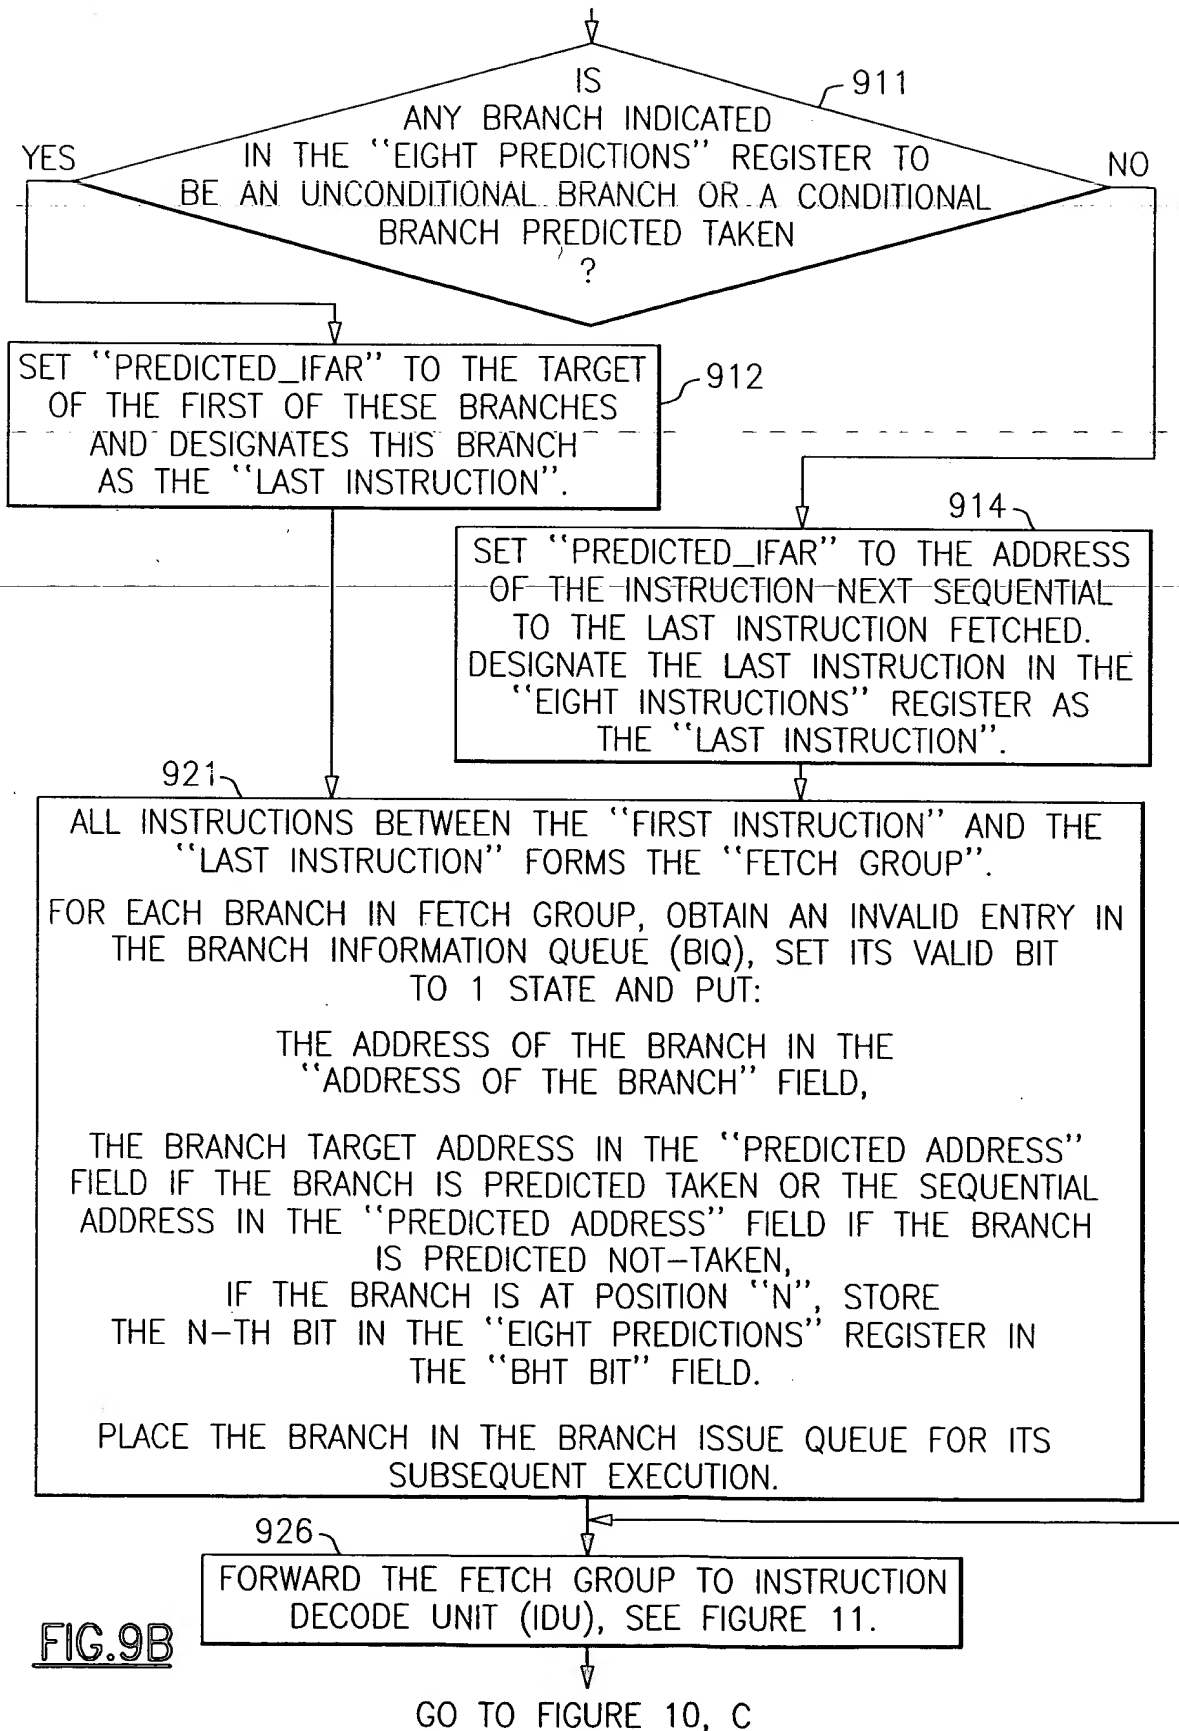 IS
ANY BRANCH INDICATED
IN THE ‘‘EIGHT PREDICTIONS’’ REGISTER TO
BE AN UNCONDITIONAL BRANCH OR A CONDITIONAL
BRANCH PREDICTED TAKEN
?
911
YES
NO
SET ‘‘PREDICTED_IFAR’’ TO THE TARGET
OF THE FIRST OF THESE BRANCHES
AND DESIGNATES THIS BRANCH
AS THE ‘‘LAST INSTRUCTION’’.
912
914
SET ‘‘PREDICTED_IFAR’’ TO THE ADDRESS
OF THE INSTRUCTION NEXT SEQUENTIAL
TO THE LAST INSTRUCTION FETCHED.
DESIGNATE THE LAST INSTRUCTION IN THE
‘‘EIGHT INSTRUCTIONS’’ REGISTER AS
THE ‘‘LAST INSTRUCTION’’.
921
ALL INSTRUCTIONS BETWEEN THE ‘‘FIRST INSTRUCTION’’ AND THE
‘‘LAST INSTRUCTION’’ FORMS THE ‘‘FETCH GROUP’’.
FOR EACH BRANCH IN FETCH GROUP, OBTAIN AN INVALID ENTRY IN
THE BRANCH INFORMATION QUEUE (BIQ), SET ITS VALID BIT
TO 1 STATE AND PUT:
THE ADDRESS OF THE BRANCH IN THE
‘‘ADDRESS OF THE BRANCH’’ FIELD,
THE BRANCH TARGET ADDRESS IN THE ‘‘PREDICTED ADDRESS’’
FIELD IF THE BRANCH IS PREDICTED TAKEN OR THE SEQUENTIAL
ADDRESS IN THE ‘‘PREDICTED ADDRESS’’ FIELD IF THE BRANCH
IS PREDICTED NOT–TAKEN,
IF THE BRANCH IS AT POSITION ‘‘N’’, STORE
THE N–TH BIT IN THE ‘‘EIGHT PREDICTIONS’’ REGISTER IN
THE ‘‘BHT BIT’’ FIELD.
PLACE THE BRANCH IN THE BRANCH ISSUE QUEUE FOR ITS
SUBSEQUENT EXECUTION.
926
FORWARD THE FETCH GROUP TO INSTRUCTION
DECODE UNIT (IDU), SEE FIGURE 11.
FIG.9B
GO TO FIGURE 10, C